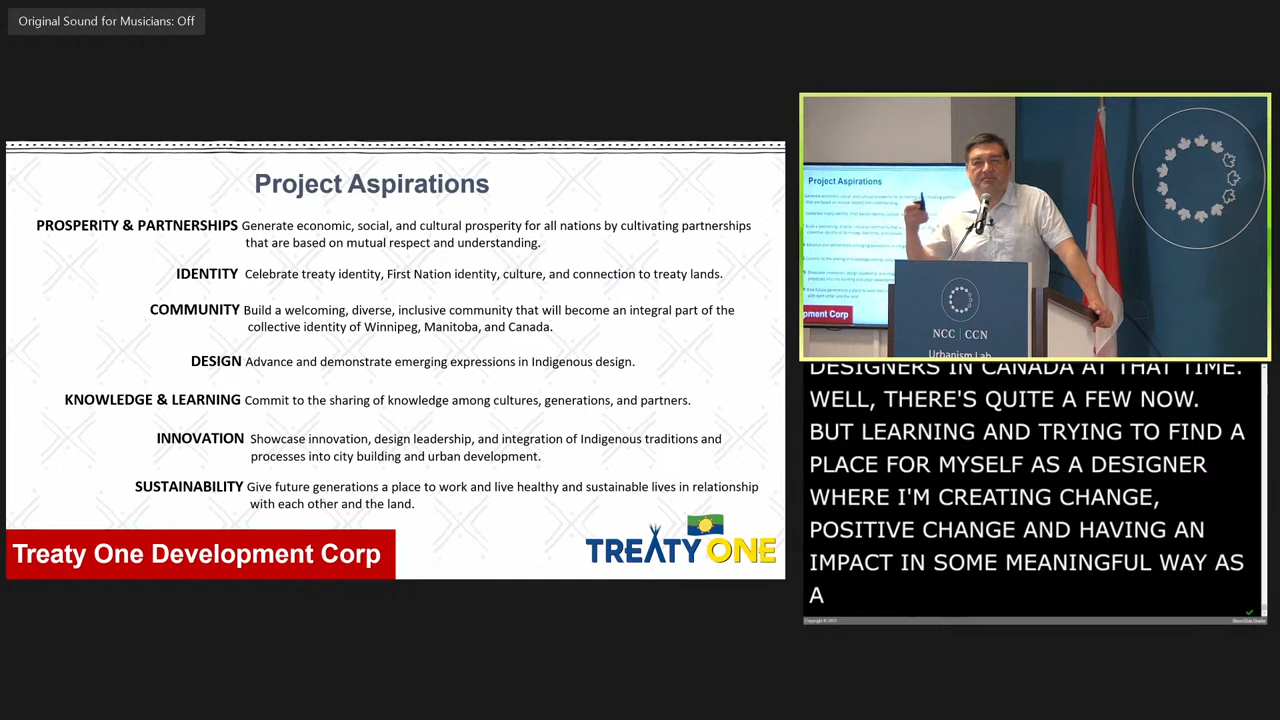 Original Sound for Musicians: Off
Project Aspirations
PROSPERITY & PARTNERSHIPS Generate economic, social, and cultural prosperity for all nations by cultivating partnerships
that are based on mutual respect and understanding.
IDENTITY Celebrate treaty identity, First Nation identity, culture, and connection to treaty lands.
COMMUNITY Build a welcoming, diverse, inclusive community that will become an integral part of the
collective identity of Winnipeg, Manitoba, and Canada.
DESIGN Advance and demonstrate emerging expressions in Indigenous design.
KNOWLEDGE & LEARNING Commit to the sharing of knowledge among cultures, generations, and partners.
INNOVATION Showcase innovation, design leadership, and integration of Indigenous traditions and
processes into city building and urban development.
SUSTAINABILITY Give future generations a place to work and live healthy and sustainable lives in relationship
with each other and the land.
Treaty One Development Corp
TREATY ONE
Project Aspirations
pment Corp
NCC | CCN
Urbanism Lab
DESIGNERS IN CANADA AT THAT TIME.
WELL, THERE'S QUITE A FEW NOW.
BUT LEARNING AND TRYING TO FIND A
PLACE FOR MYSELF AS A DESIGNER
WHERE I'M CREATING CHANGE,
POSITIVE CHANGE AND HAVING AN
IMPACT IN SOME MEANINGFUL WAY AS
A